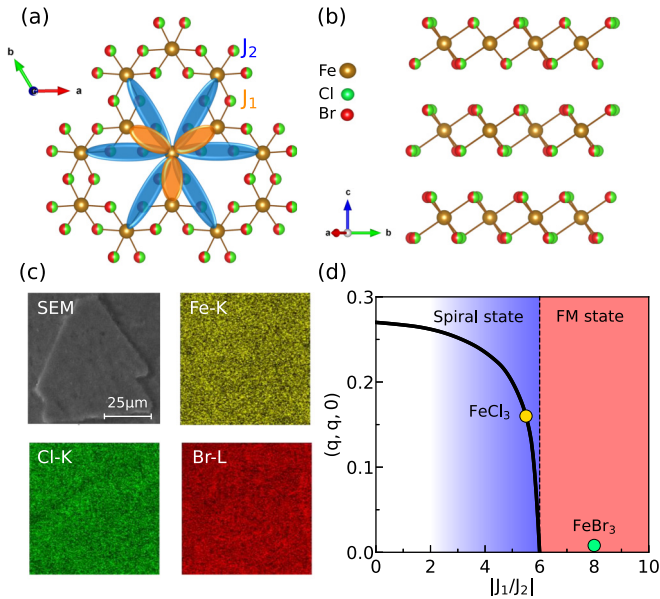 (a)
b
a
J₂
J₁
(b)
Fe
Cl
Br
c
a
b
(c)
SEM
25μm
Fe-K
Cl-K
Br-L
(d)
0.3
0.2
0.1
0.0
(q, q, 0)
Spiral state
FM state
FeCl₃
FeBr₃
0 2 4 6 8 10
|J₁/J₂|